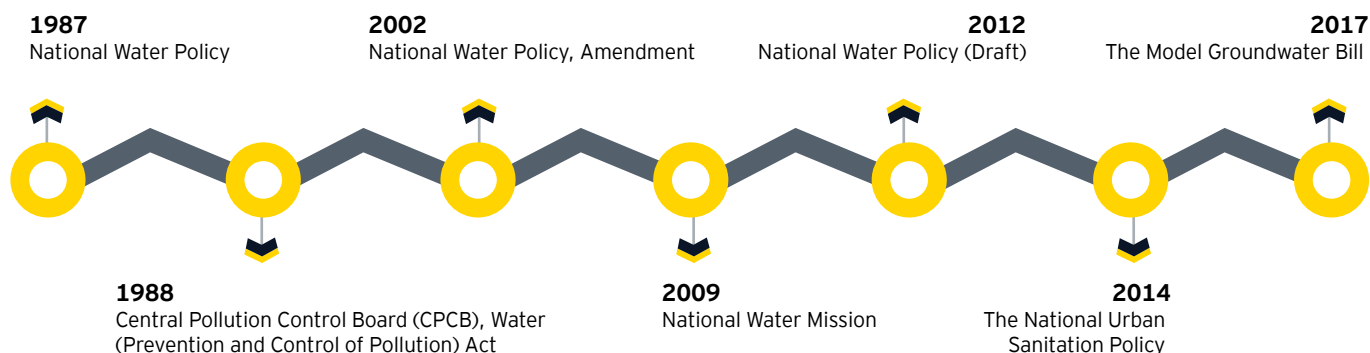 1987
National Water Policy
2002
National Water Policy, Amendment
2012
National Water Policy (Draft)
2017
The Model Groundwater Bill
1988
Central Pollution Control Board (CPCB), Water
(Prevention and Control of Pollution) Act
2009
National Water Mission
2014
The National Urban
Sanitation Policy